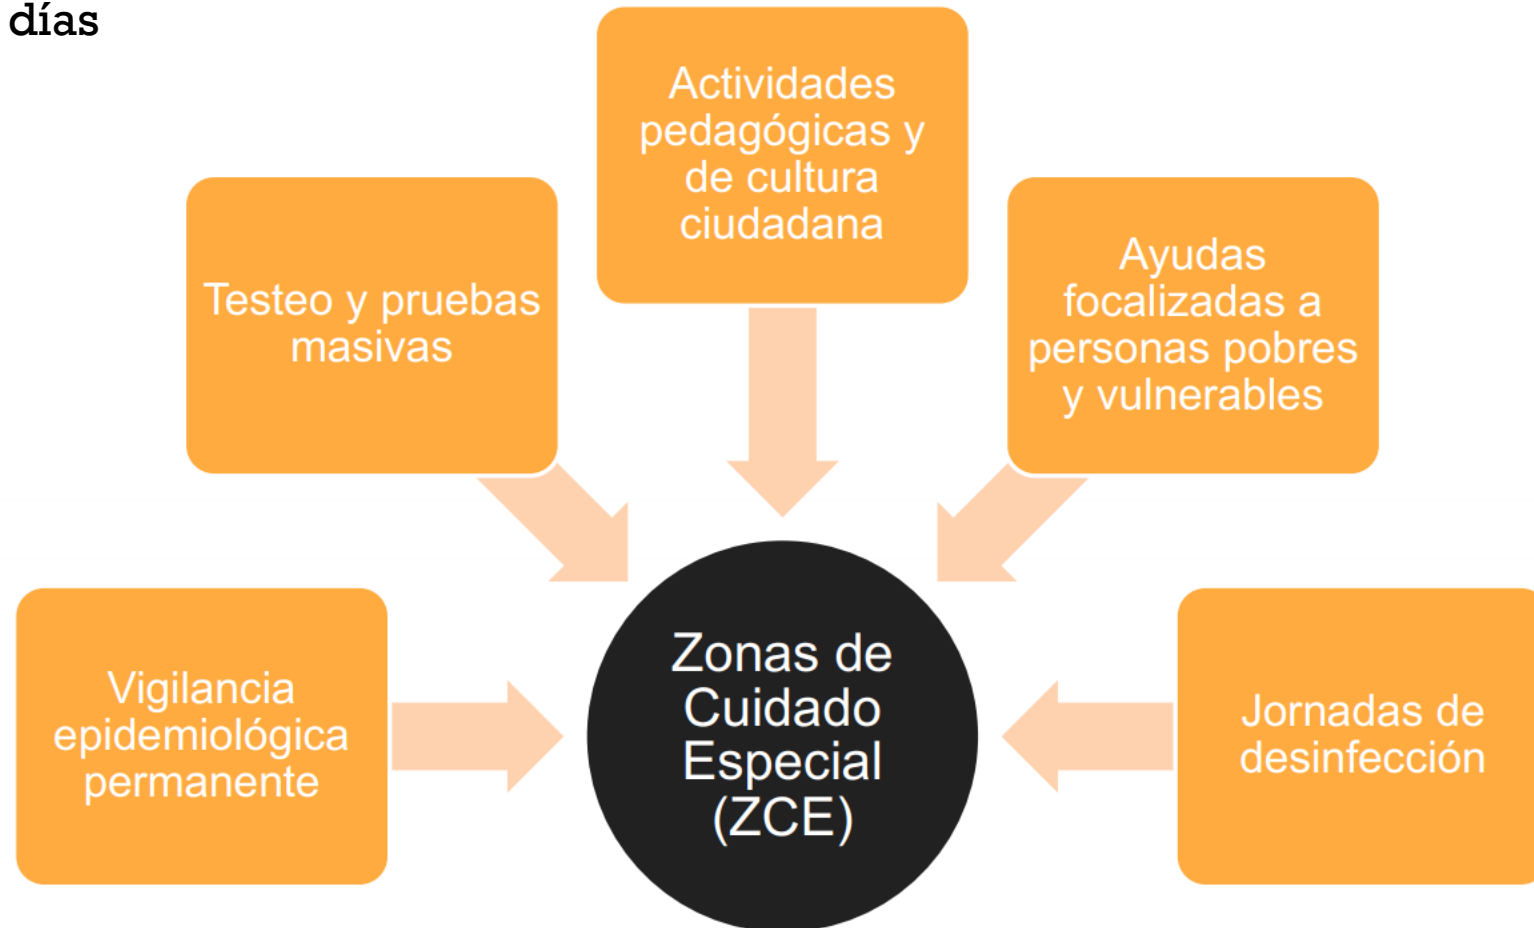 días
Actividades
pedagógicas y
de cultura
ciudadana
Testeo y pruebas
masivas
Ayudas
focalizadas a
personas pobres
y vulnerables
Vigilancia
epidemiológica
permanente
Zonas de
Cuidado
Especial
(ZCE)
Jornadas de
desinfección